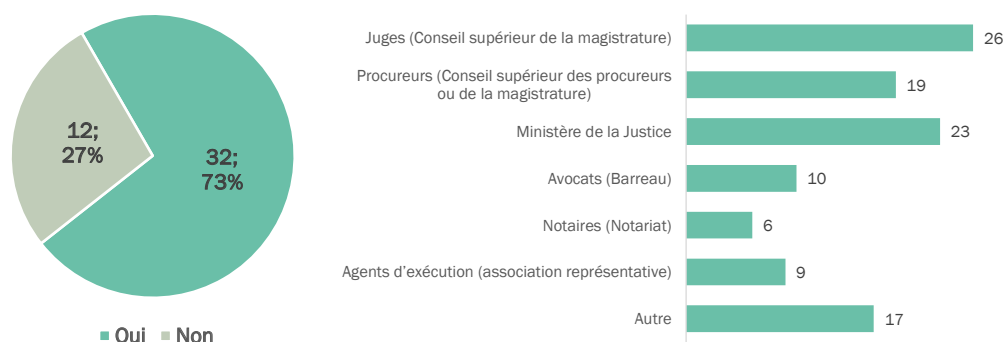 12;
27%
32;
73%
Oui Non
Juges (Conseil supérieur de la magistrature) 26
Procureurs (Conseil supérieur des procureurs
ou de la magistrature) 19
Ministère de la Justice 23
Avocats (Barreau) 10
Notaires (Notariat) 6
Agents d’exécution (association représentative) 9
Autre 17